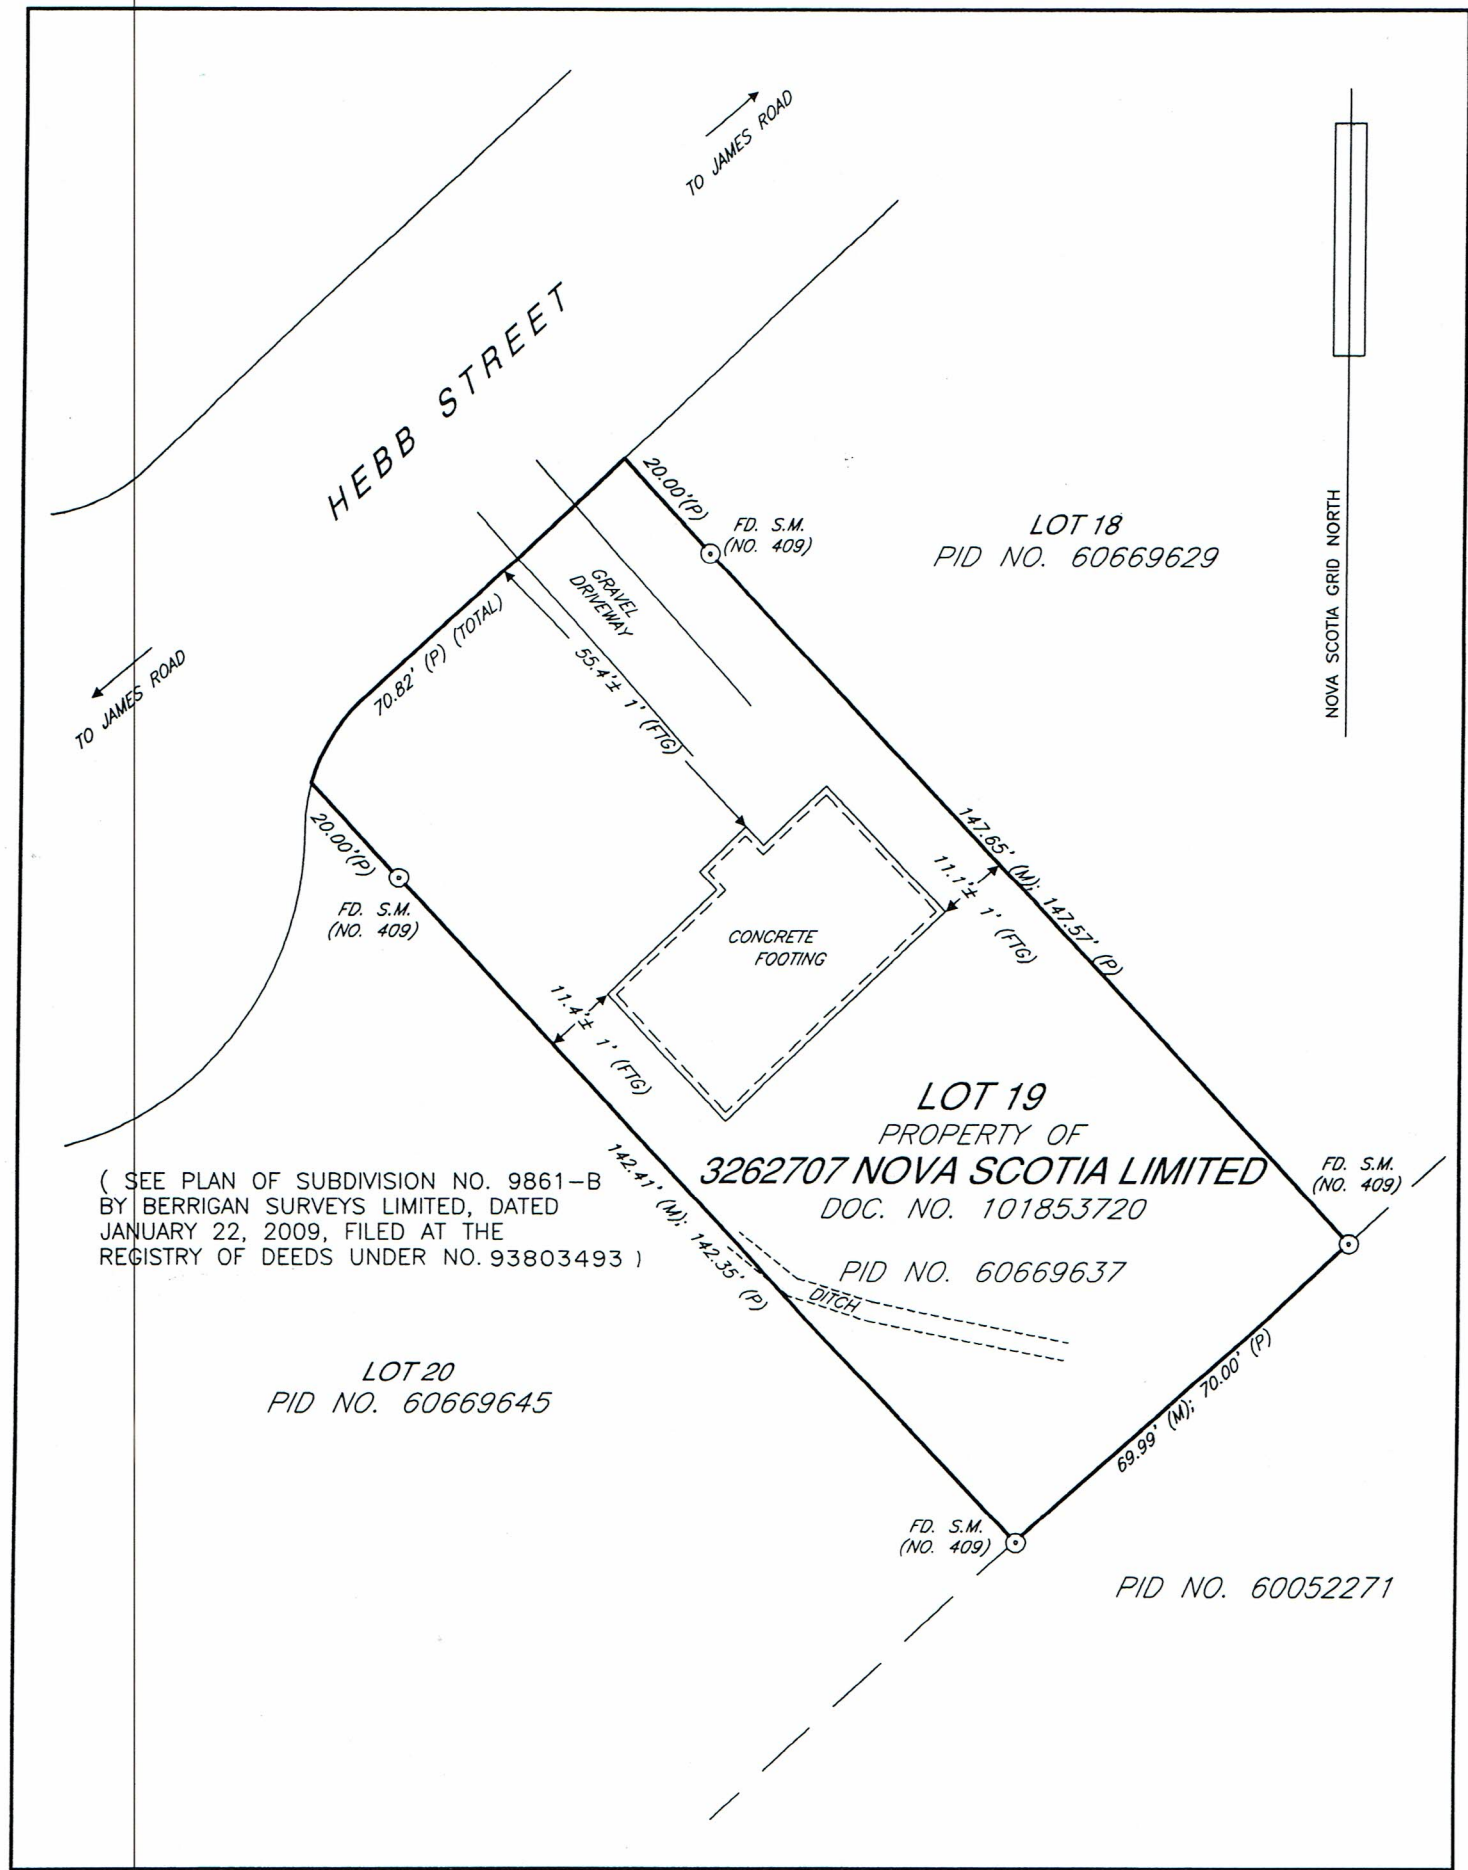 TO JAMES ROAD
HEBB STREET
20.00'(P)
FD. S.M.
(NO. 409)
LOT 18
PID NO. 60669629
NOVA SCOTIA GRID NORTH
GRAVEL
DRIVEWAY
70.82' (P) (TOTAL)
55.4'± 1' (FTG)
TO JAMES ROAD
20.00'(P)
FD. S.M.
(NO. 409)
147.65' (M); 147.57' (P)
11.1'± 1' (FTG)
CONCRETE
FOOTING
11.4'± 1' (FTG)
LOT 19
PROPERTY OF
3262707 NOVA SCOTIA LIMITED
DOC. NO. 101853720
PID NO. 60669637
FD. S.M.
(NO. 409)
( SEE PLAN OF SUBDIVISION NO. 9861-B
BY BERRIGAN SURVEYS LIMITED, DATED
JANUARY 22, 2009, FILED AT THE
REGISTRY OF DEEDS UNDER NO. 93803493 )
142.41' (M); 142.35' (P)
DITCH
LOT 20
PID NO. 60669645
69.99' (M); 70.00' (P)
FD. S.M.
(NO. 409)
PID NO. 60052271